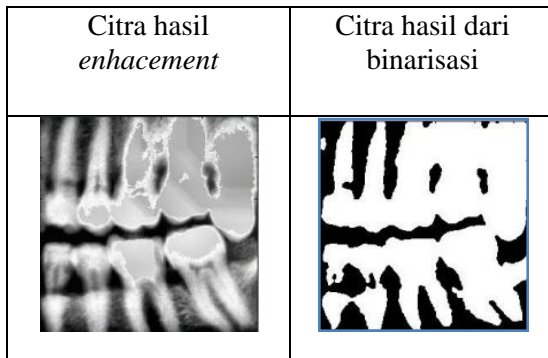 Citra hasil
enhacement
Citra hasil dari
binarisasi